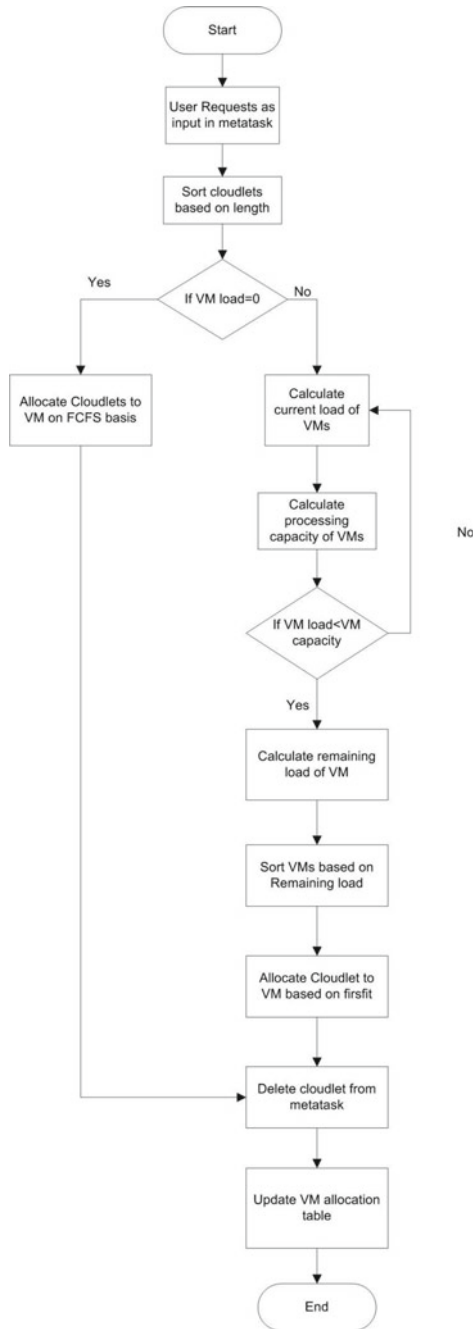 Start
User Requests as
input in metatask
Sort cloudlets
based on length
If VM load=0
Yes
No
Allocate Cloudlets to
VM on FCFS basis
Calculate
current load of
VMs
Calculate
processing
capacity of VMs
No
If VM load<VM
capacity
Yes
Calculate remaining
load of VM
Sort VMs based on
Remaining load
Allocate Cloudlet to
VM based on firsfit
Delete cloudlet from
metatask
Update VM allocation
table
End